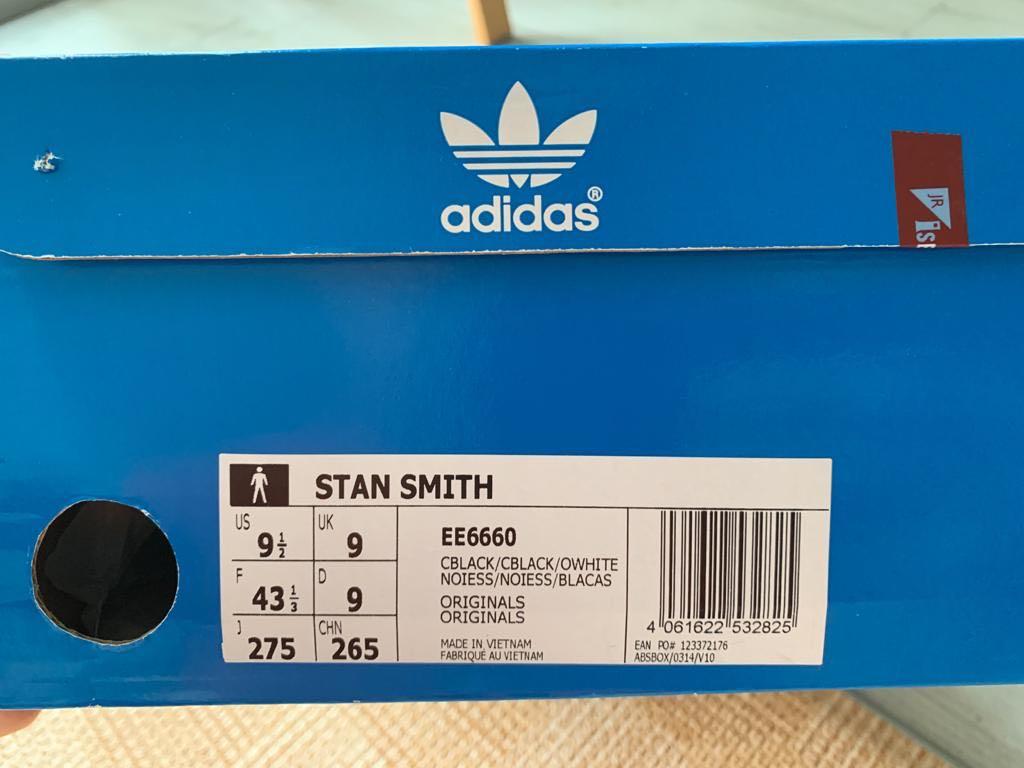 adidas®
JR
STAN SMITH
US 9½
UK 9
F 43⅓
D 9
J 275
CHN 265
EE6660
CBLACK/CBLACK/OWHITE
NOIESS/NOIESS/BLACAS
ORIGINALS
ORIGINALS
MADE IN VIETNAM
FABRIQUÉ AU VIETNAM
4 061622 532825
EAN PO# 123372176
ABSBOX/0314/V10